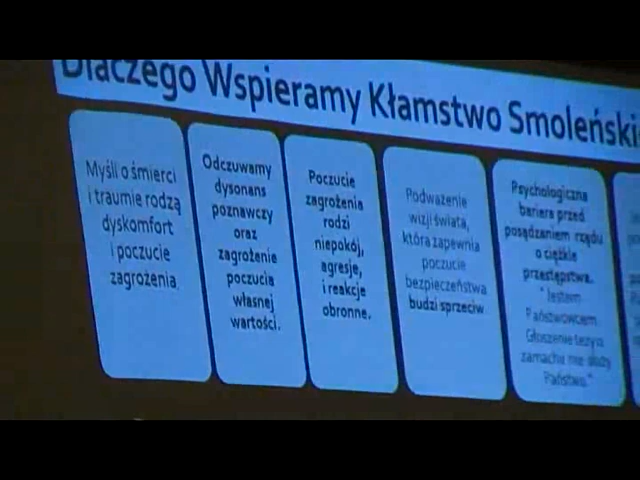 Dlaczego Wspieramy Kłamstwo Smoleński
Myśli o śmierci
i traumie rodzą
dyskomfort
i poczucie
zagrożenia.
Odczuwamy
dysonans
poznawczy
oraz
zagrożenie
poczucia
własnej
wartości.
Poczucie
zagrożenia
rodzi
niepokój,
agresje,
i reakcje
obronne.
Podważenie
wizji świata,
która zapewnia
poczucie
bezpieczeństwa
budzi sprzeciw
Psychologiczna
bariera przed
posądzaniem rządu
o ciężkie
przestępstwa.
" Jestem
Państwowcem.
Głoszenie tezy o
zamachu nie służy
Państwu."